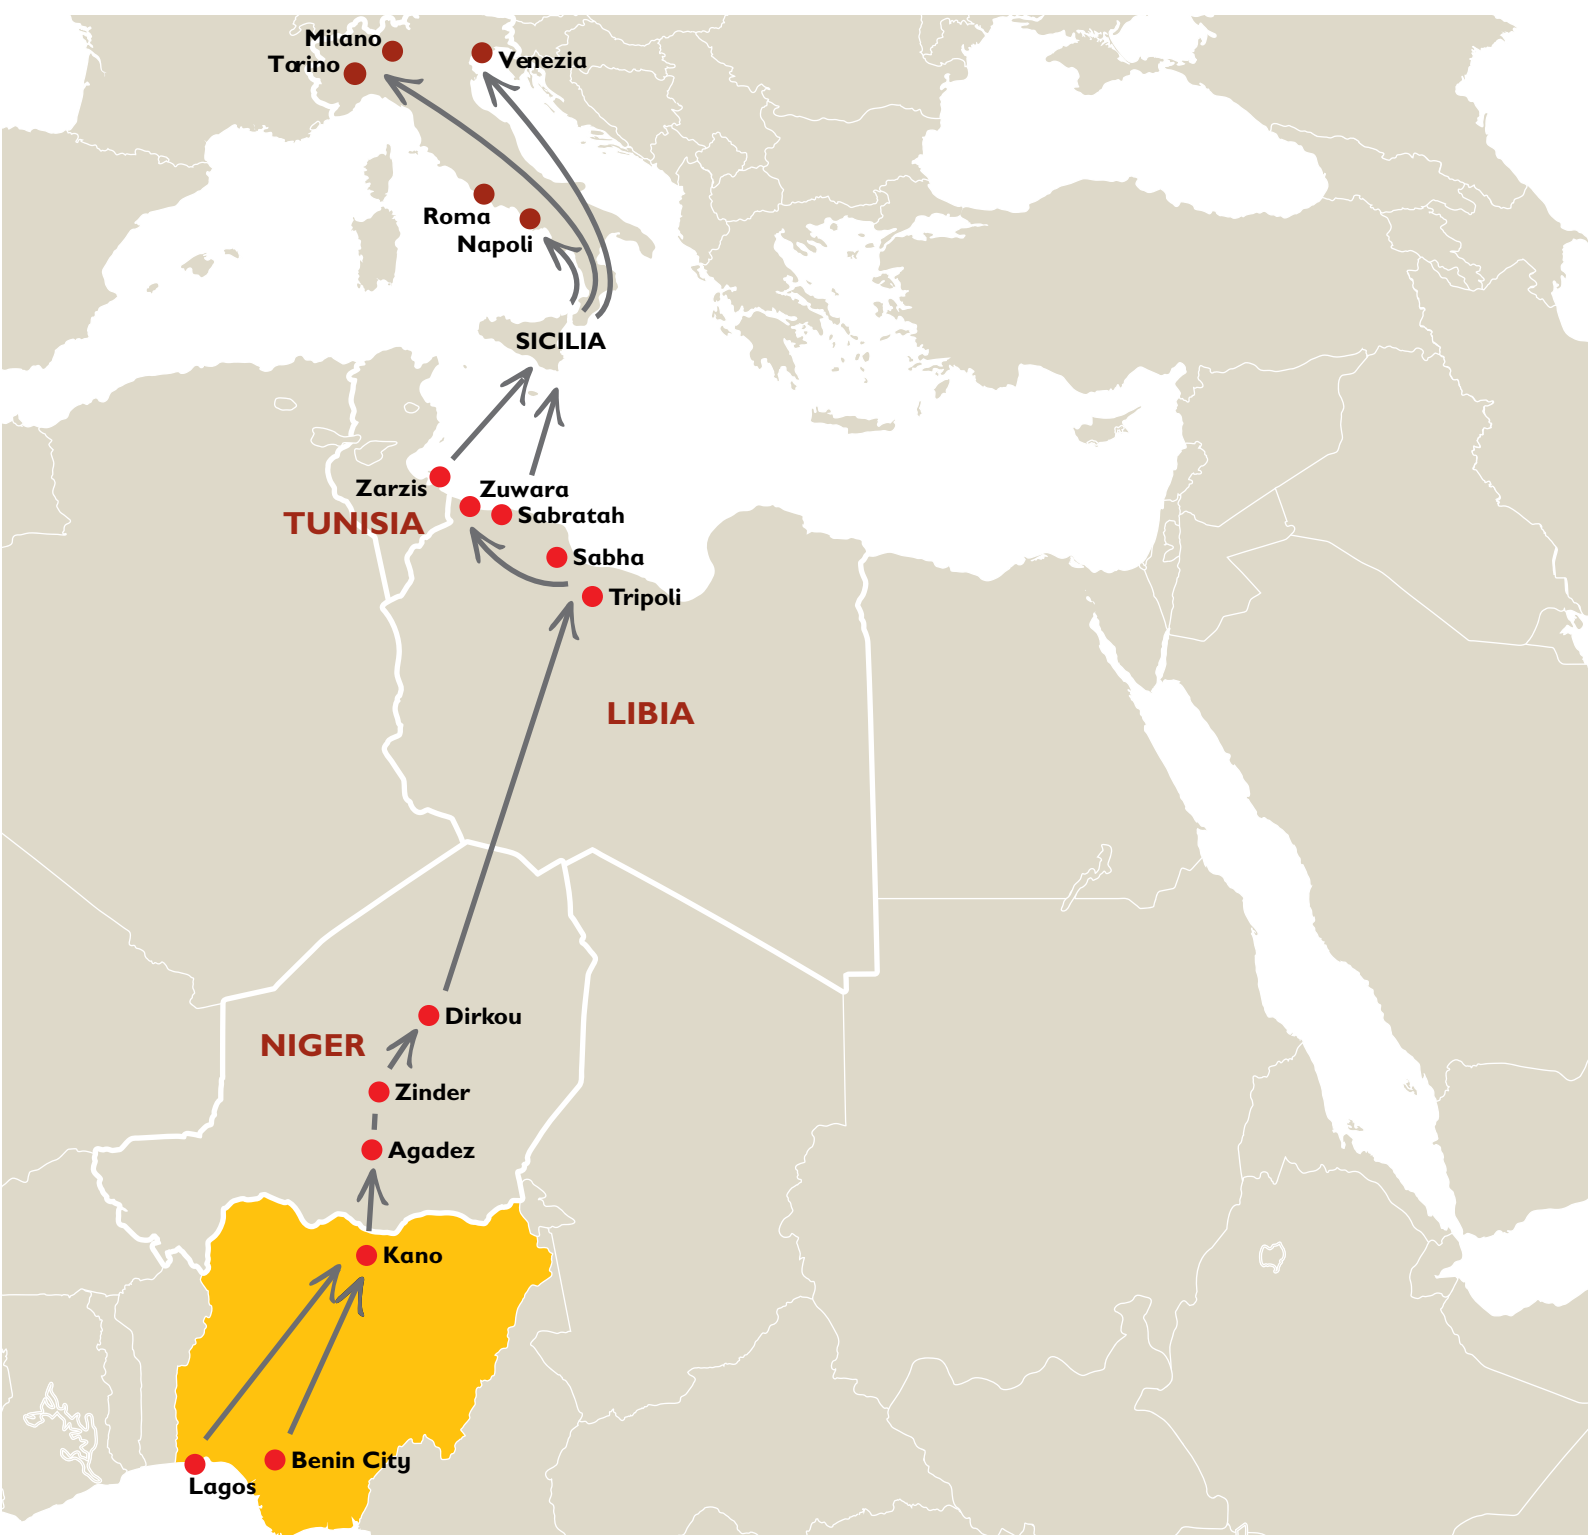 Milano
Torino
Venezia
Roma
Napoli
SICILIA
Zarzis
Zuwara
TUNISIA
Sabratah
Sabha
Tripoli
LIBIA
Dirkou
NIGER
Zinder
Agadez
Kano
Benin City
Lagos